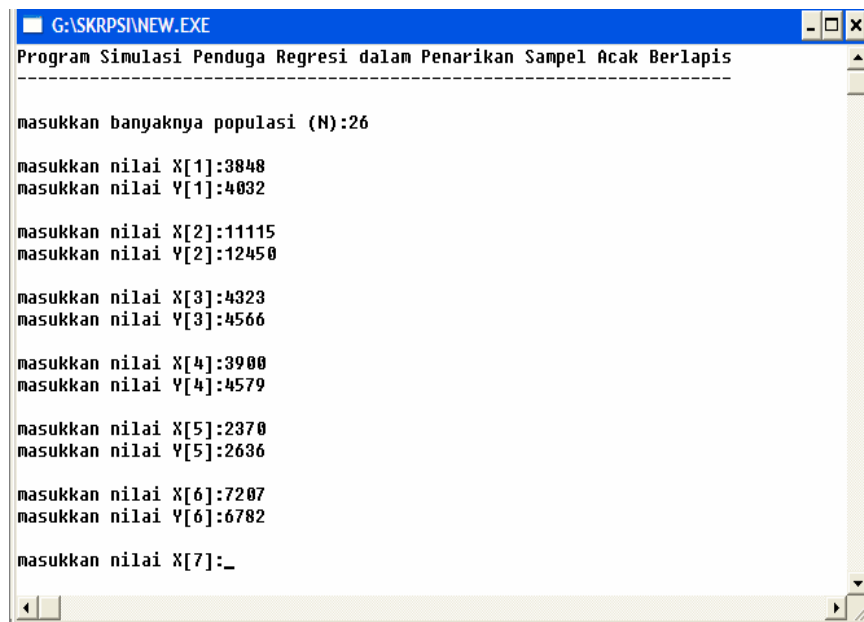 G:\SKRPSI\NEW.EXE
Program Simulasi Penduga Regresi dalam Penarikan Sampel Acak Berlapis
---------------------------------------------------------------------
masukkan banyaknya populasi (N):26
masukkan nilai X[1]:3848
masukkan nilai Y[1]:4032
masukkan nilai X[2]:11115
masukkan nilai Y[2]:12450
masukkan nilai X[3]:4323
masukkan nilai Y[3]:4566
masukkan nilai X[4]:3900
masukkan nilai Y[4]:4579
masukkan nilai X[5]:2370
masukkan nilai Y[5]:2636
masukkan nilai X[6]:7207
masukkan nilai Y[6]:6782
masukkan nilai X[7]:_